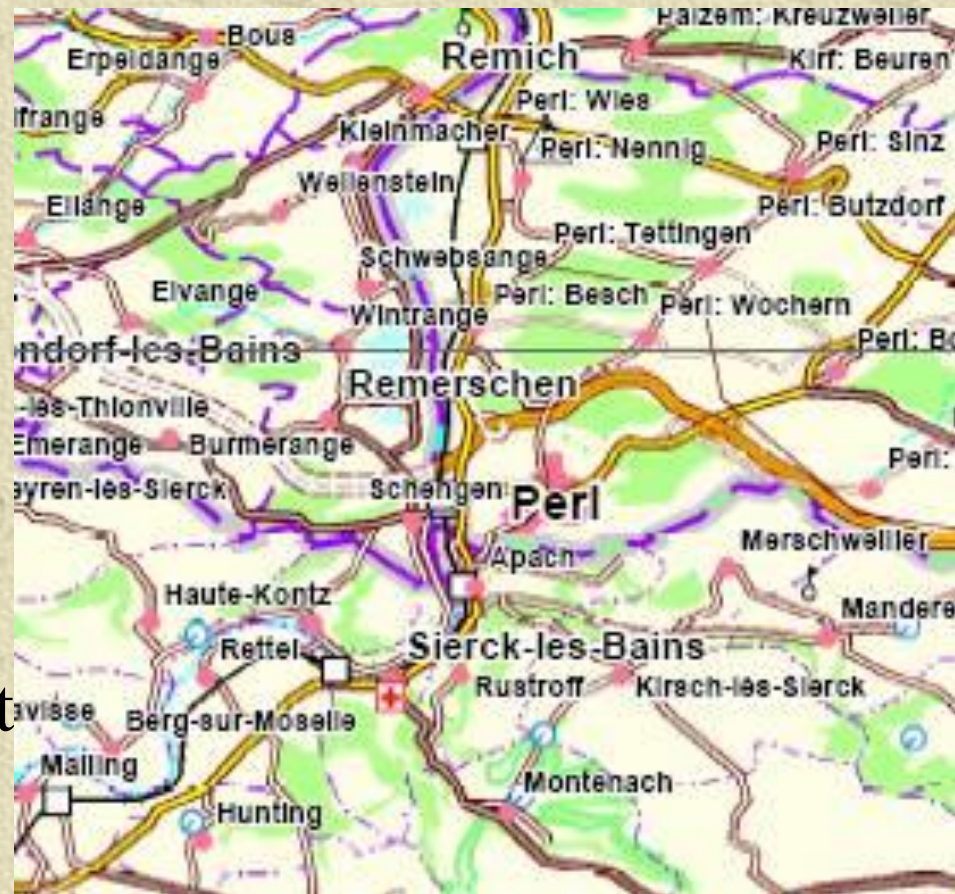 Palzem: Kreuzweiler
Bous
Remich
Erpeldange
Kirf: Beuren
Perl: Wies
lfrange
Kleinmacher
Perl: Nennig
Perl: Sinz
Wellenstein
Ellange
Perl: Butzdorf
Perl: Tettingen
Schwebsange
Elvange
Perl: Besch
Perl: Wochern
Wintrange
Perl: Bo
ndorf-les-Bains
Remerschen
-les-Thionville
Emerange
Burmerange
Perl:
eyren-les-Sierck
Schengen
Perl
Apach
Merschweiller
Haute-Kontz
Mandere
Rettel
Sierck-les-Bains
Rustroff
Kirsch-lès-Sierck
t
avisse
Berg-sur-Moselle
Malling
Montenach
Hunting